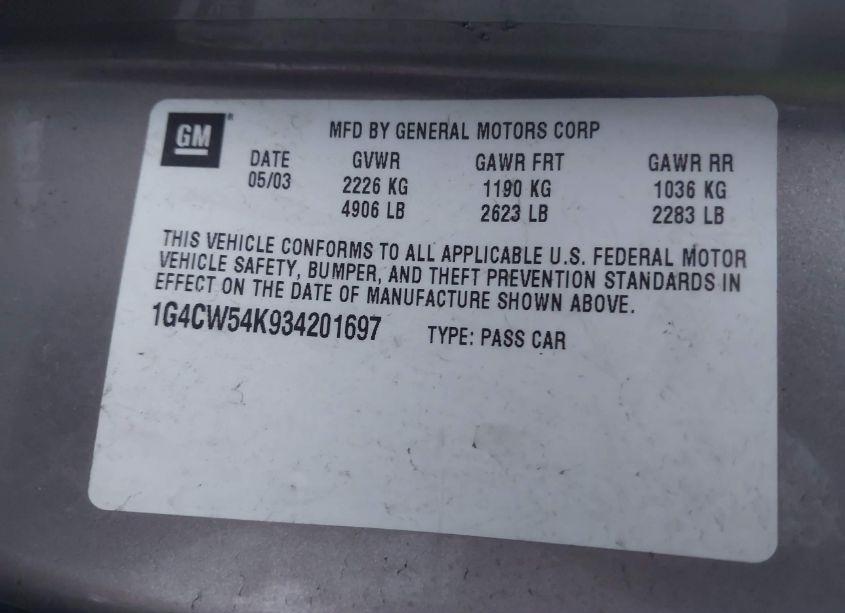 GM®
MFD BY GENERAL MOTORS CORP
DATE GVWR GAWR FRT GAWR RR
05/03 2226 KG 1190 KG 1036 KG
4906 LB 2623 LB 2283 LB
THIS VEHICLE CONFORMS TO ALL APPLICABLE U.S. FEDERAL MOTOR
VEHICLE SAFETY, BUMPER, AND THEFT PREVENTION STANDARDS IN
EFFECT ON THE DATE OF MANUFACTURE SHOWN ABOVE.
1G4CW54K934201697 TYPE: PASS CAR